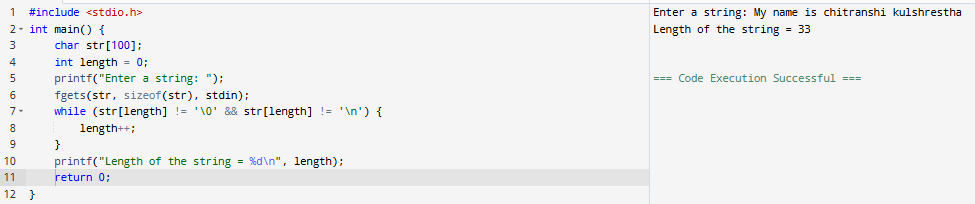 1 #include <stdio.h>
2 int main() {
3     char str[100];
4     int length = 0;
5     printf("Enter a string: ");
6     fgets(str, sizeof(str), stdin);
7     while (str[length] != '\0' && str[length] != '\n') {
8         length++;
9     }
10     printf("Length of the string = %d\n", length);
11     return 0;
12 }
Enter a string: My name is chitranshi kulshrestha
Length of the string = 33
=== Code Execution Successful ===